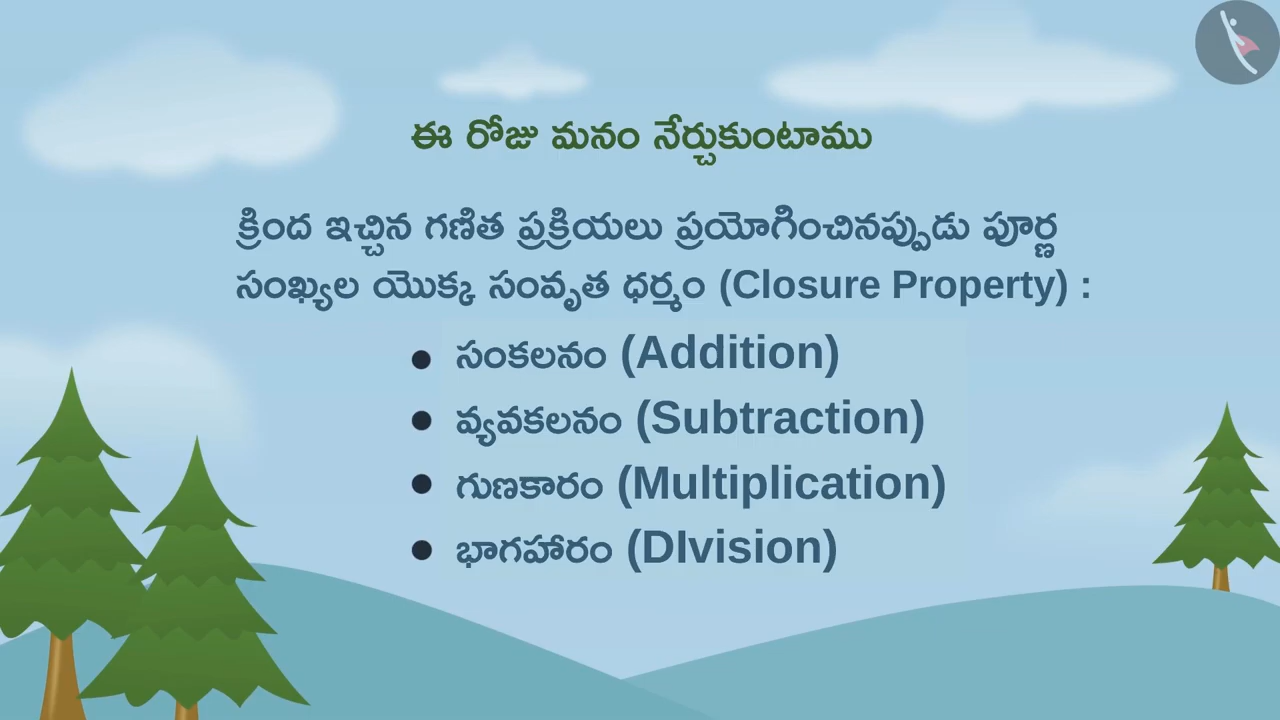 ఈ రోజు మనం నేర్చుకుంటాము
క్రింద ఇచ్చిన గణిత ప్రక్రియలు ప్రయోగించినప్పుడు పూర్ణ
సంఖ్యల యొక్క సంవృత ధర్మం (Closure Property) :
● సంకలనం (Addition)
● వ్యవకలనం (Subtraction)
● గుణకారం (Multiplication)
● భాగహారం (DIvision)